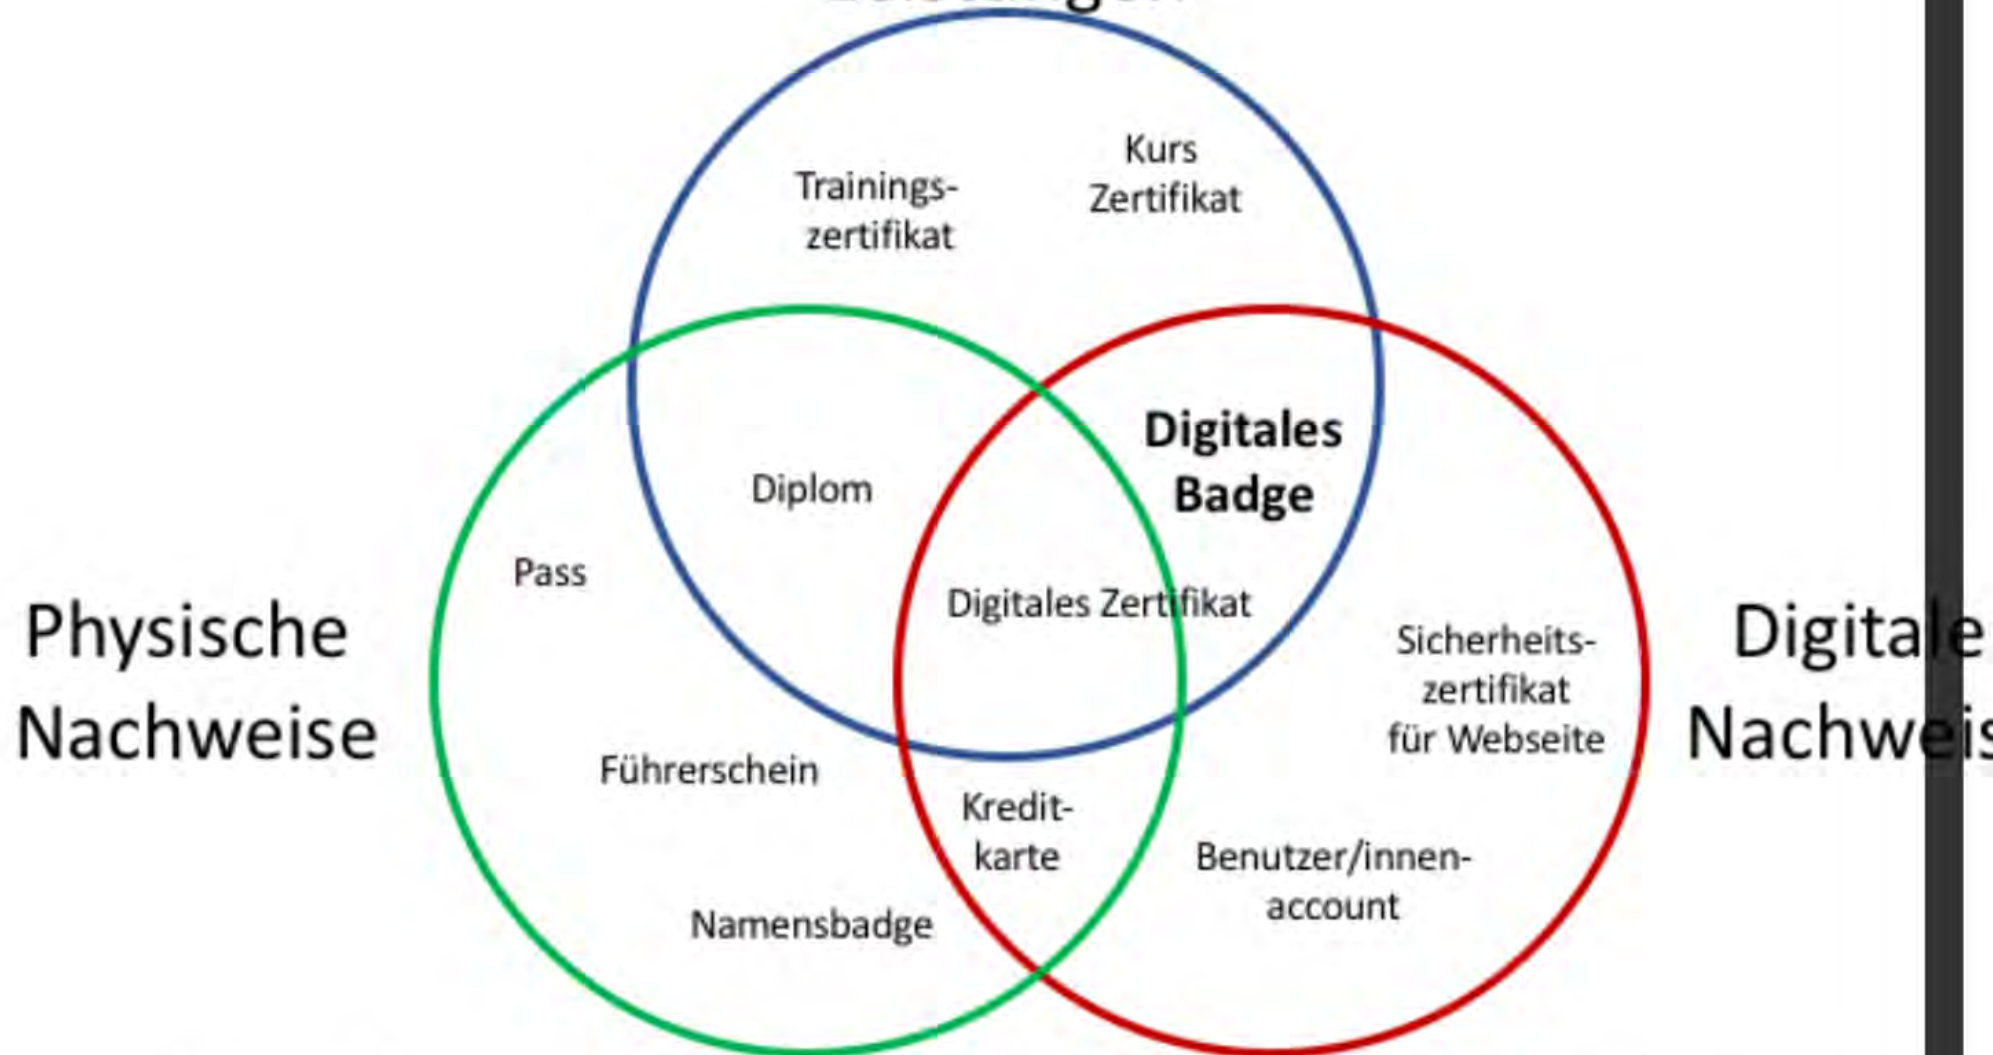 Kurs
Zertifikat
Trainings-
zertifikat
Digitales
Badge
Diplom
Pass
Digitales Zertifikat
Physische
Nachweise
Digitale
Sicherheits-
zertifikat
für Webseite
Führerschein
Kredit-
karte
Benutzer/innen-
account
Namensbadge